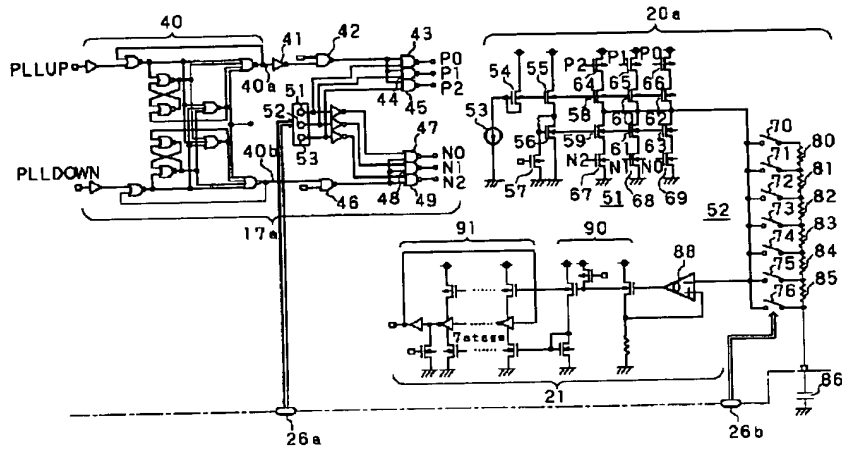 40
41
42
43
20a
PLLUP
40a
P0
P1
P2
44
45
51
52
53
47
N0
N1
N2
48
49
40b
46
PLLDOWN
17a
26a
P2
P1
P0
54
55
64
65
66
53
58
56
59
60
61
62
63
57
N2
N1
N0
67
51
68
69
52
70
71
72
73
74
75
76
80
81
82
83
84
85
91
90
88
7stage
21
86
26b